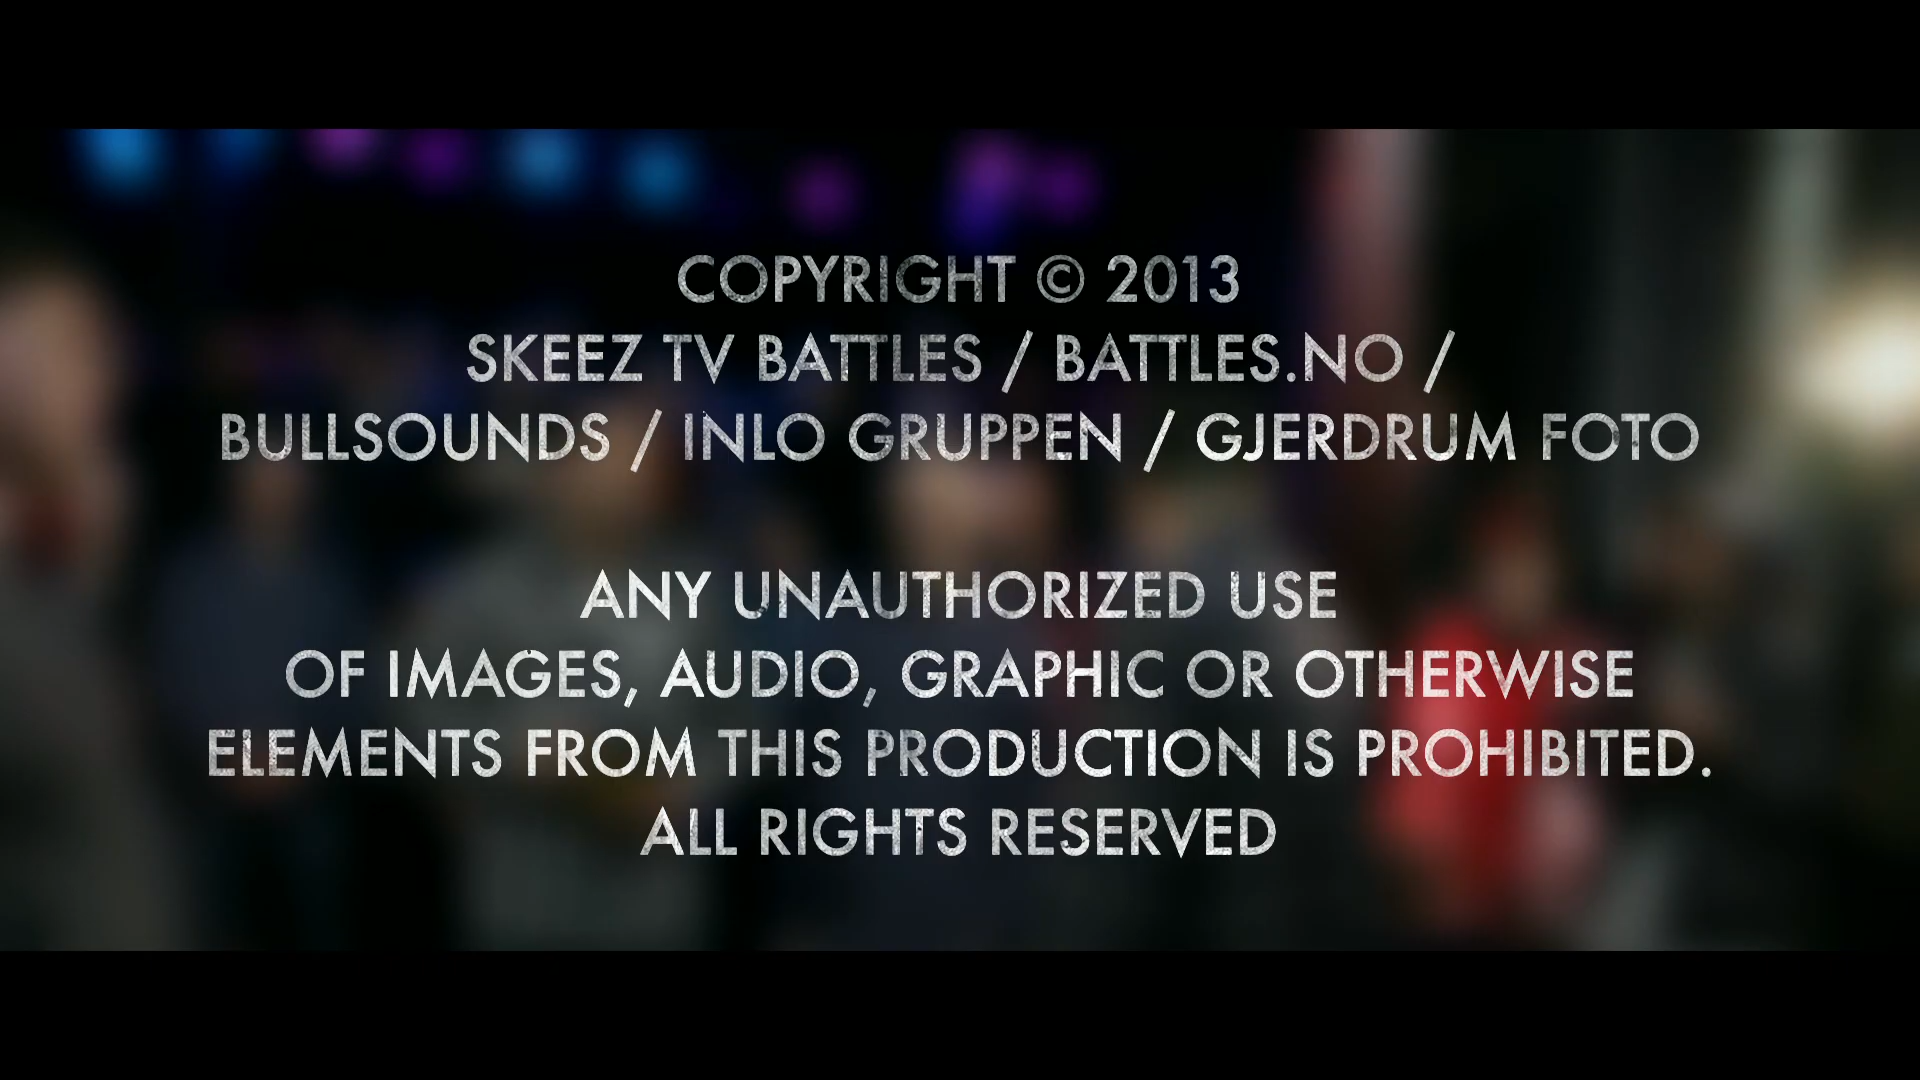 COPYRIGHT © 2013
SKEEZ TV BATTLES / BATTLES.NO /
BULLSOUNDS / INLO GRUPPEN / GJERDRUM FOTO
ANY UNAUTHORIZED USE
OF IMAGES, AUDIO, GRAPHIC OR OTHERWISE
ELEMENTS FROM THIS PRODUCTION IS PROHIBITED.
ALL RIGHTS RESERVED